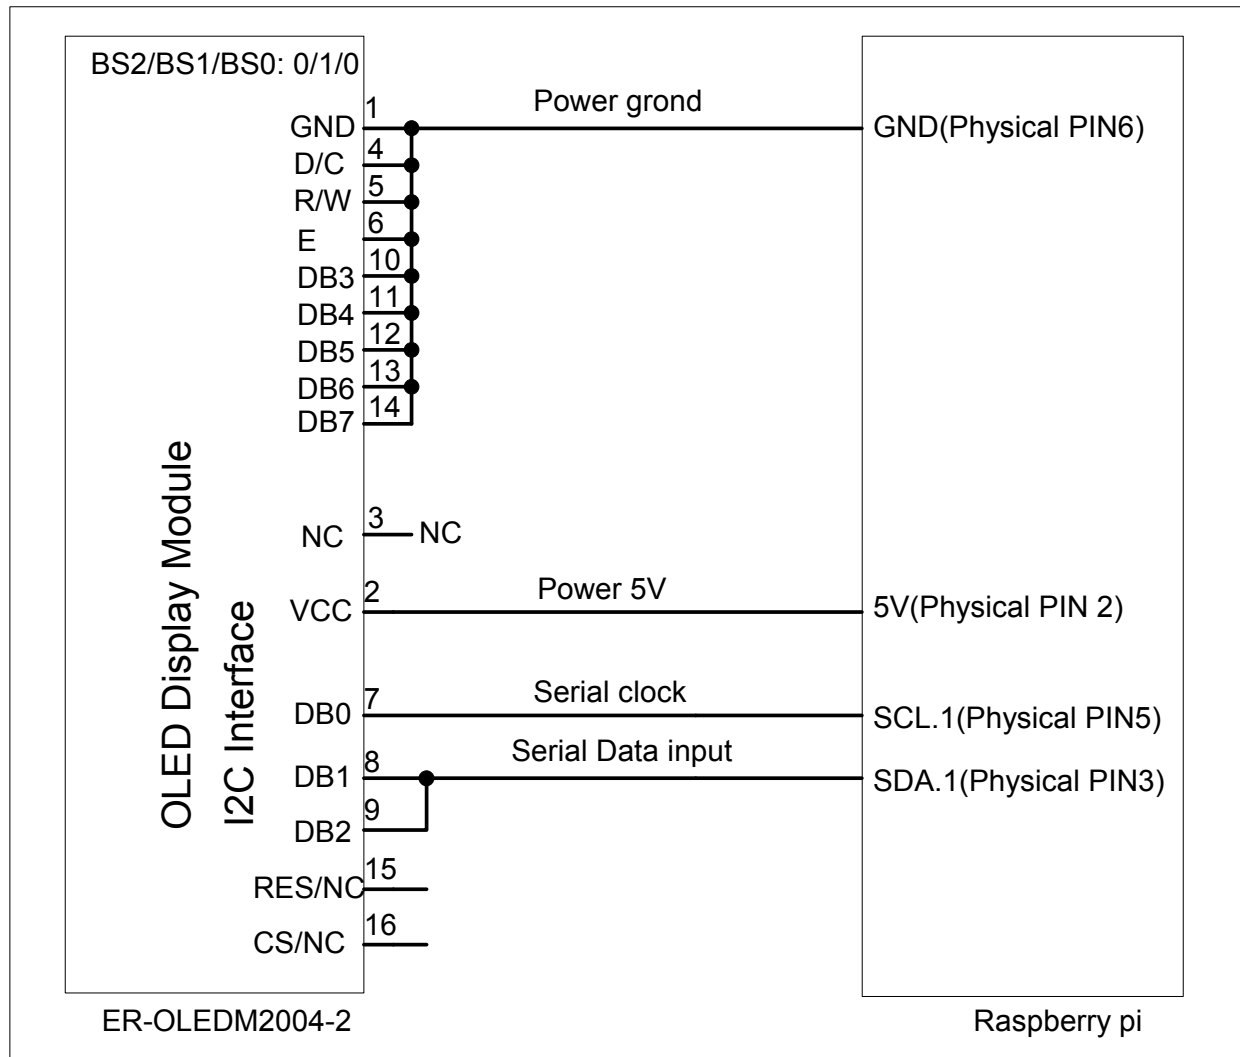 BS2/BS1/BS0: 0/1/0
1
Power grond
GND
GND(Physical PIN6)
4
D/C
5
R/W
6
E
10
DB3
11
DB4
12
DB5
13
DB6
14
DB7
3
NC
NC
2
Power 5V
VCC
5V(Physical PIN 2)
7
Serial clock
DB0
SCL.1(Physical PIN5)
8
Serial Data input
DB1
SDA.1(Physical PIN3)
9
DB2
15
RES/NC
16
CS/NC
OLED Display Module
I2C Interface
ER-OLEDM2004-2
Raspberry pi